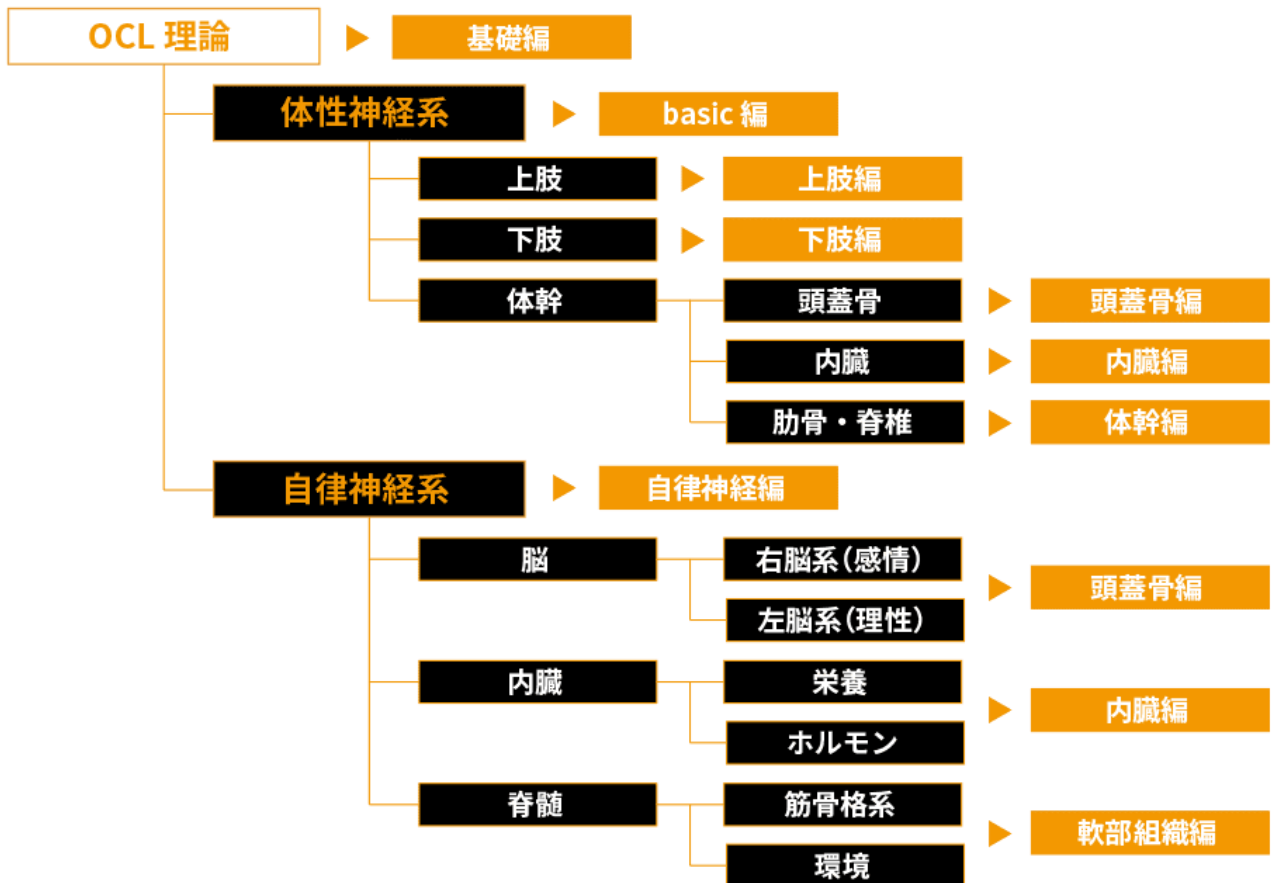 OCL 理論
基礎編
体性神経系
basic 編
上肢
上肢編
下肢
下肢編
体幹
頭蓋骨
頭蓋骨編
内臓
内臓編
肋骨・脊椎
体幹編
自律神経系
自律神経編
脳
右脳系(感情)
左脳系(理性)
頭蓋骨編
内臓
栄養
ホルモン
内臓編
脊髄
筋骨格系
環境
軟部組織編